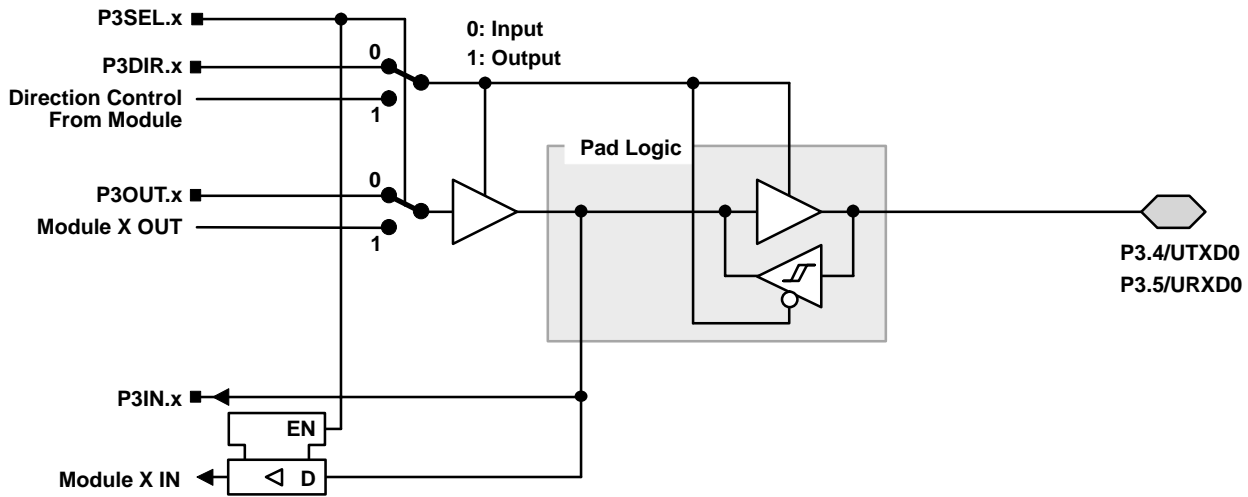 P3SEL.x
0: Input
1: Output
0
P3DIR.x
Direction Control
From Module
1
Pad Logic
0
P3OUT.x
Module X OUT
1
P3.4/UTXD0
P3.5/URXD0
P3IN.x
EN
Module X IN
D